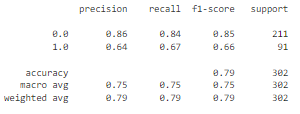 precision recall f1-score support
0.0 0.86 0.84 0.85 211
1.0 0.64 0.67 0.66 91
accuracy 0.79 302
macro avg 0.75 0.75 0.75 302
weighted avg 0.79 0.79 0.79 302